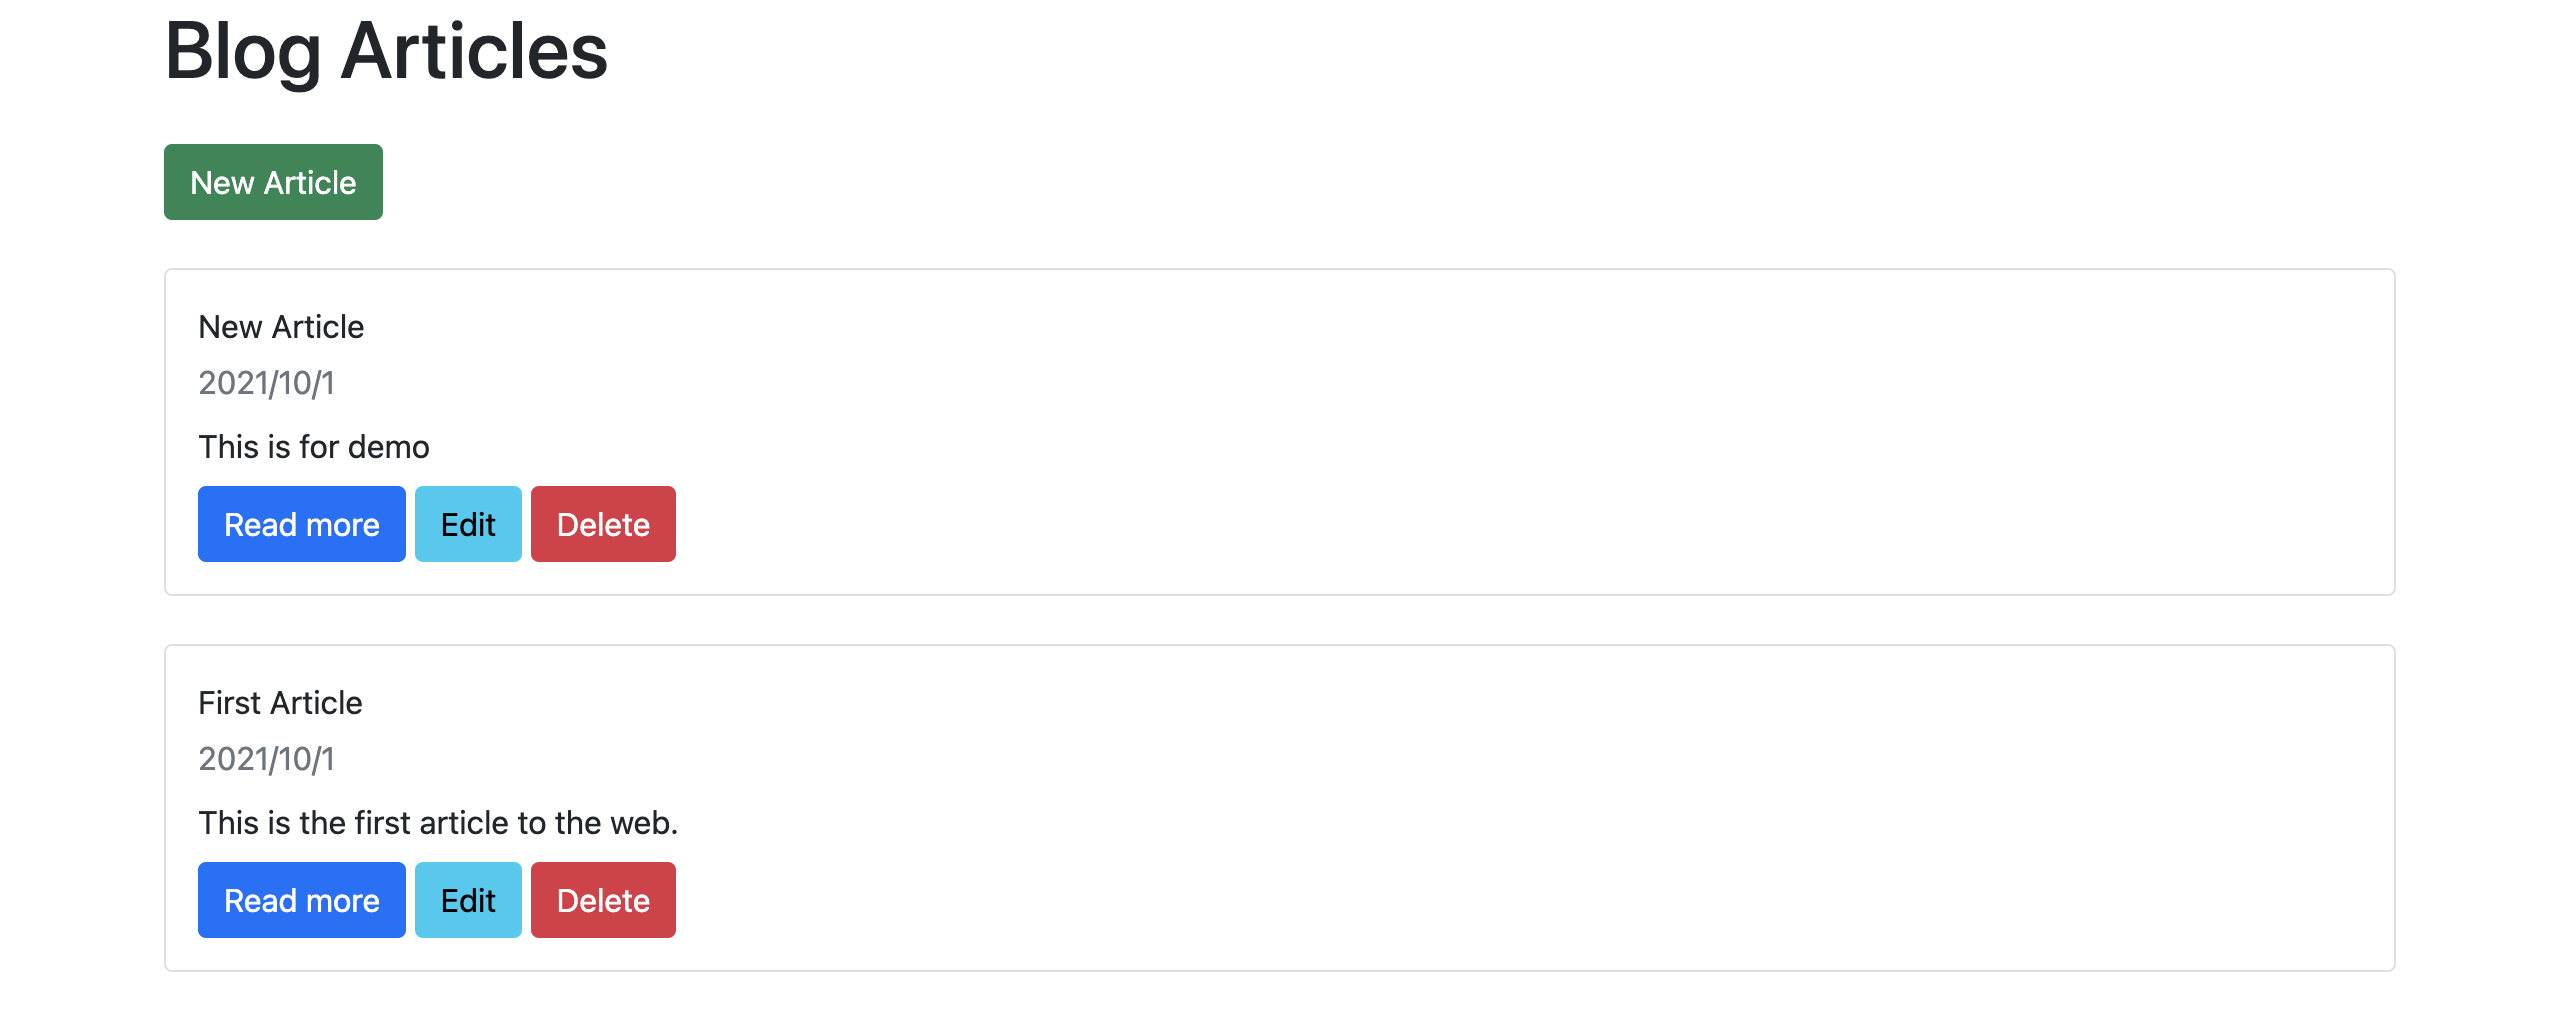 Blog Articles
New Article
New Article
2021/10/1
This is for demo
Read more Edit Delete
First Article
2021/10/1
This is the first article to the web.
Read more Edit Delete